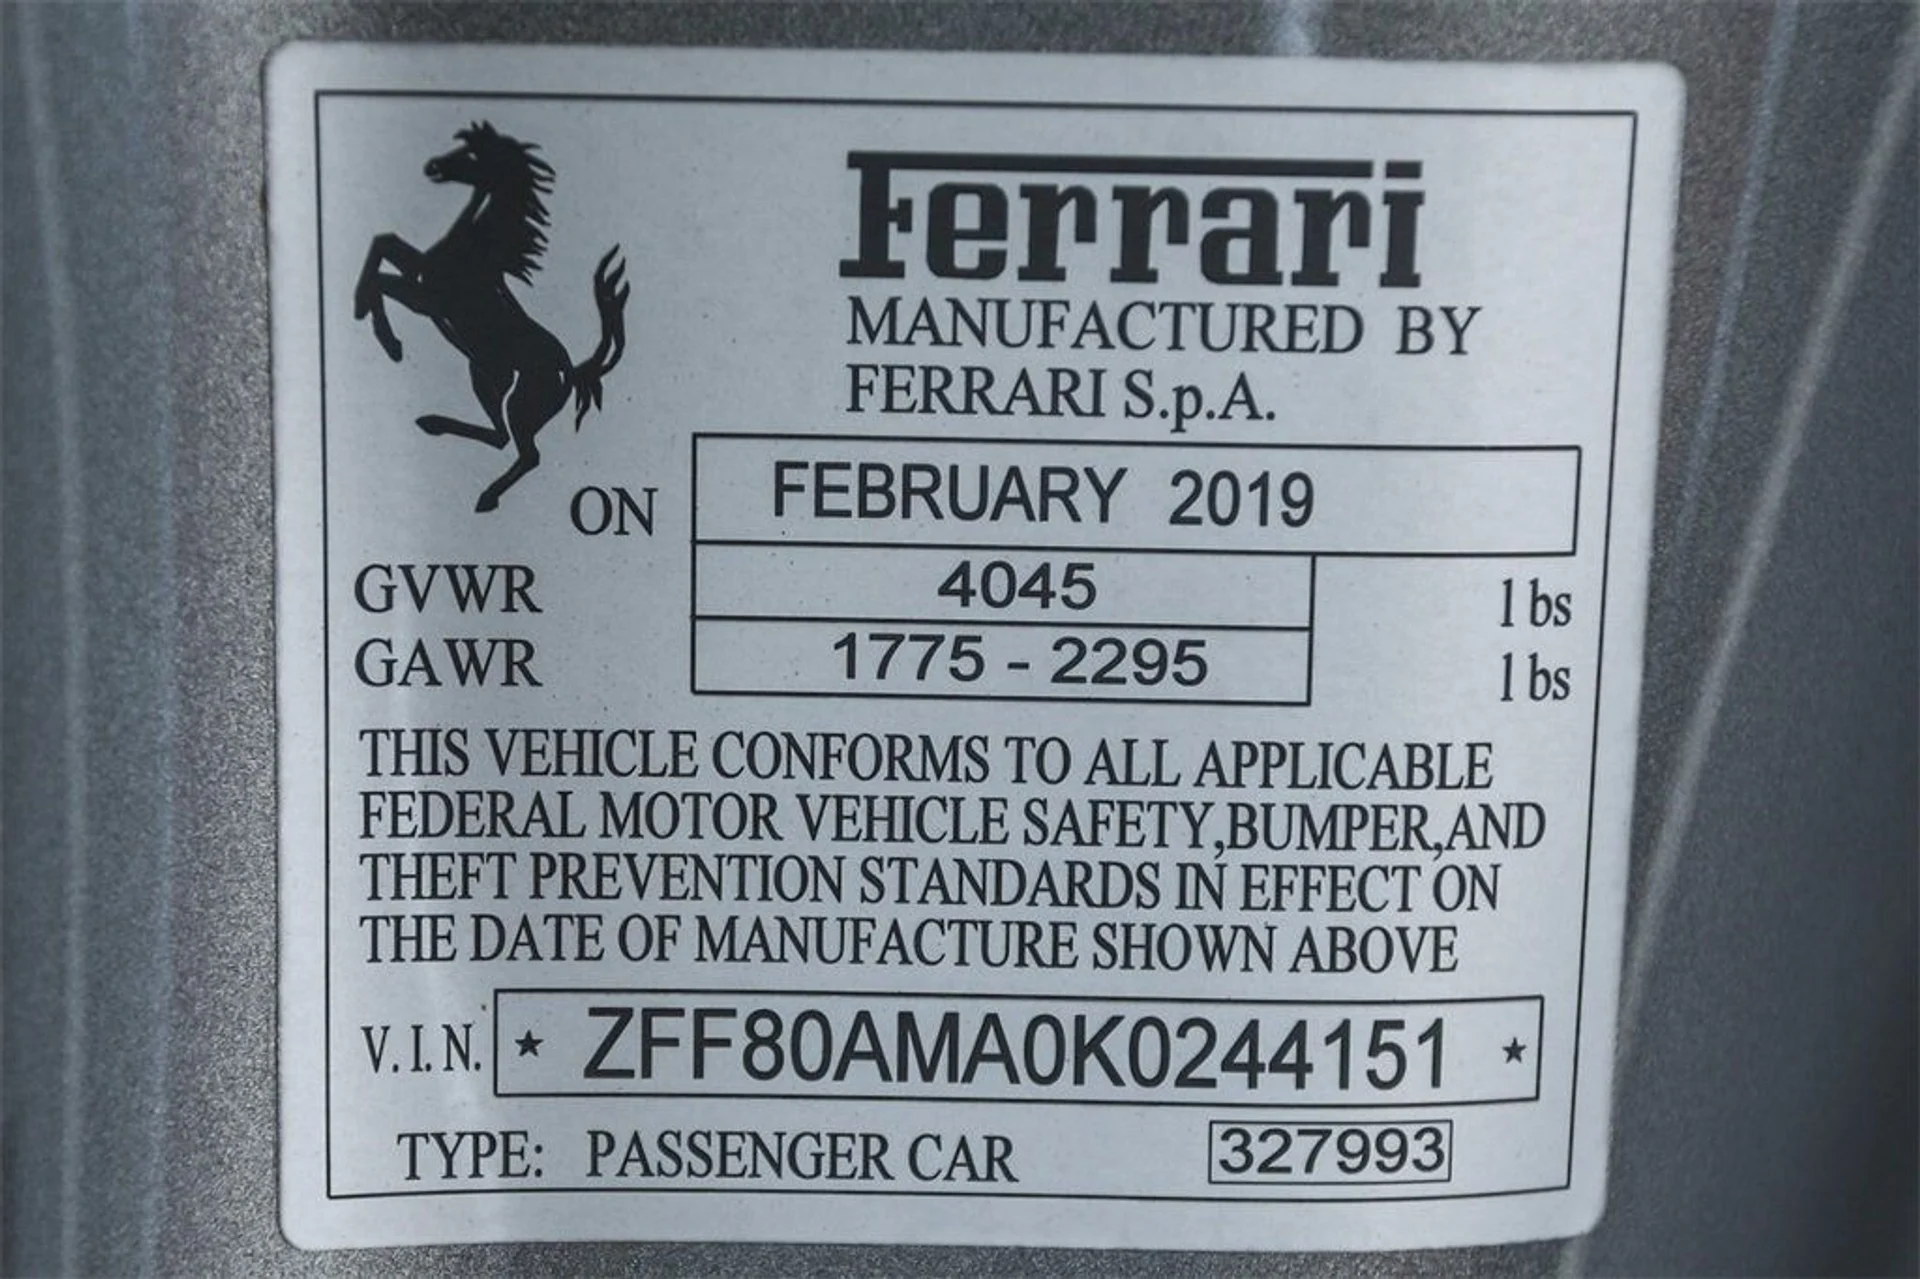 Ferrari
MANUFACTURED BY
FERRARI S.p.A.
ON FEBRUARY 2019
GVWR 4045 lbs
GAWR 1775 - 2295 lbs
THIS VEHICLE CONFORMS TO ALL APPLICABLE
FEDERAL MOTOR VEHICLE SAFETY,BUMPER,AND
THEFT PREVENTION STANDARDS IN EFFECT ON
THE DATE OF MANUFACTURE SHOWN ABOVE
V.I.N. ★ ZFF80AMA0K0244151 ★
TYPE: PASSENGER CAR 327993